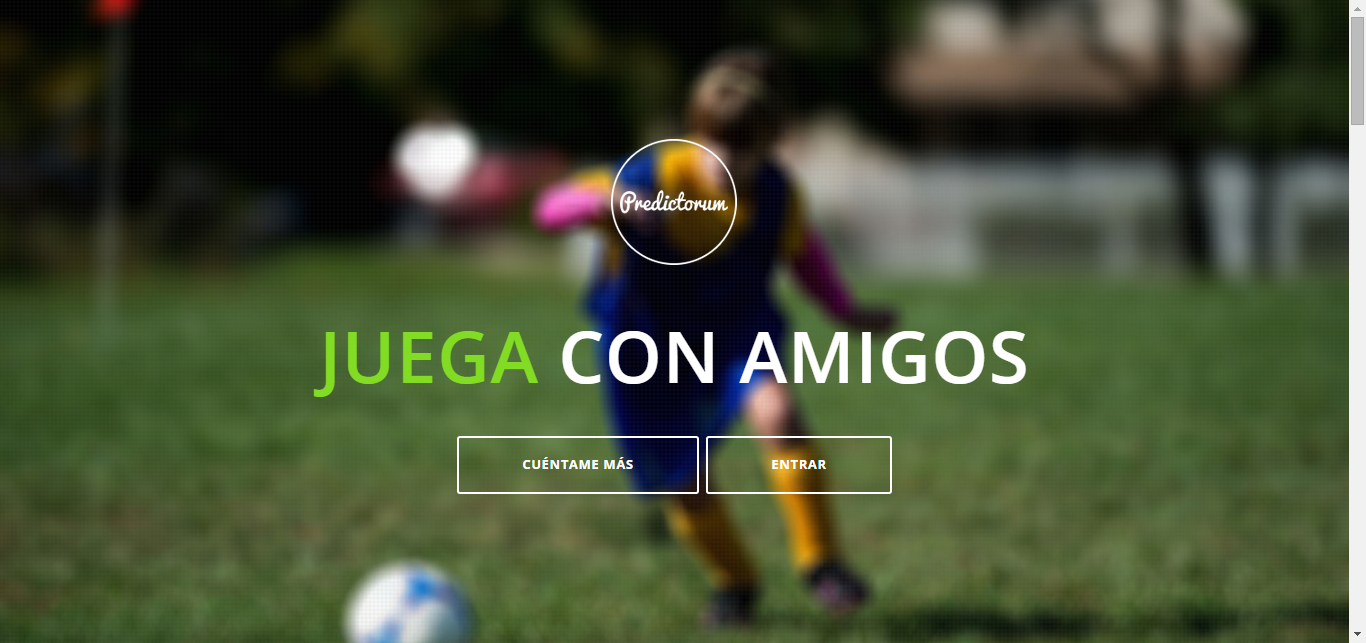 Predictorum
JUEGA CON AMIGOS
CUÉNTAME MÁS
ENTRAR